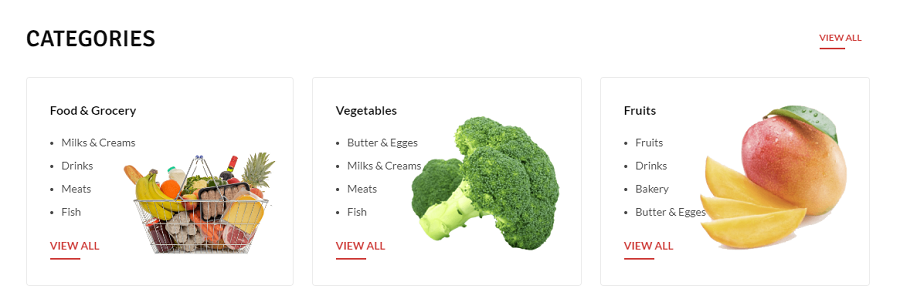 CATEGORIES
VIEW ALL
Food & Grocery
Milks & Creams
Drinks
Meats
Fish
VIEW ALL
Vegetables
Butter & Egges
Milks & Creams
Meats
Fish
VIEW ALL
Fruits
Fruits
Drinks
Bakery
Butter & Egges
VIEW ALL